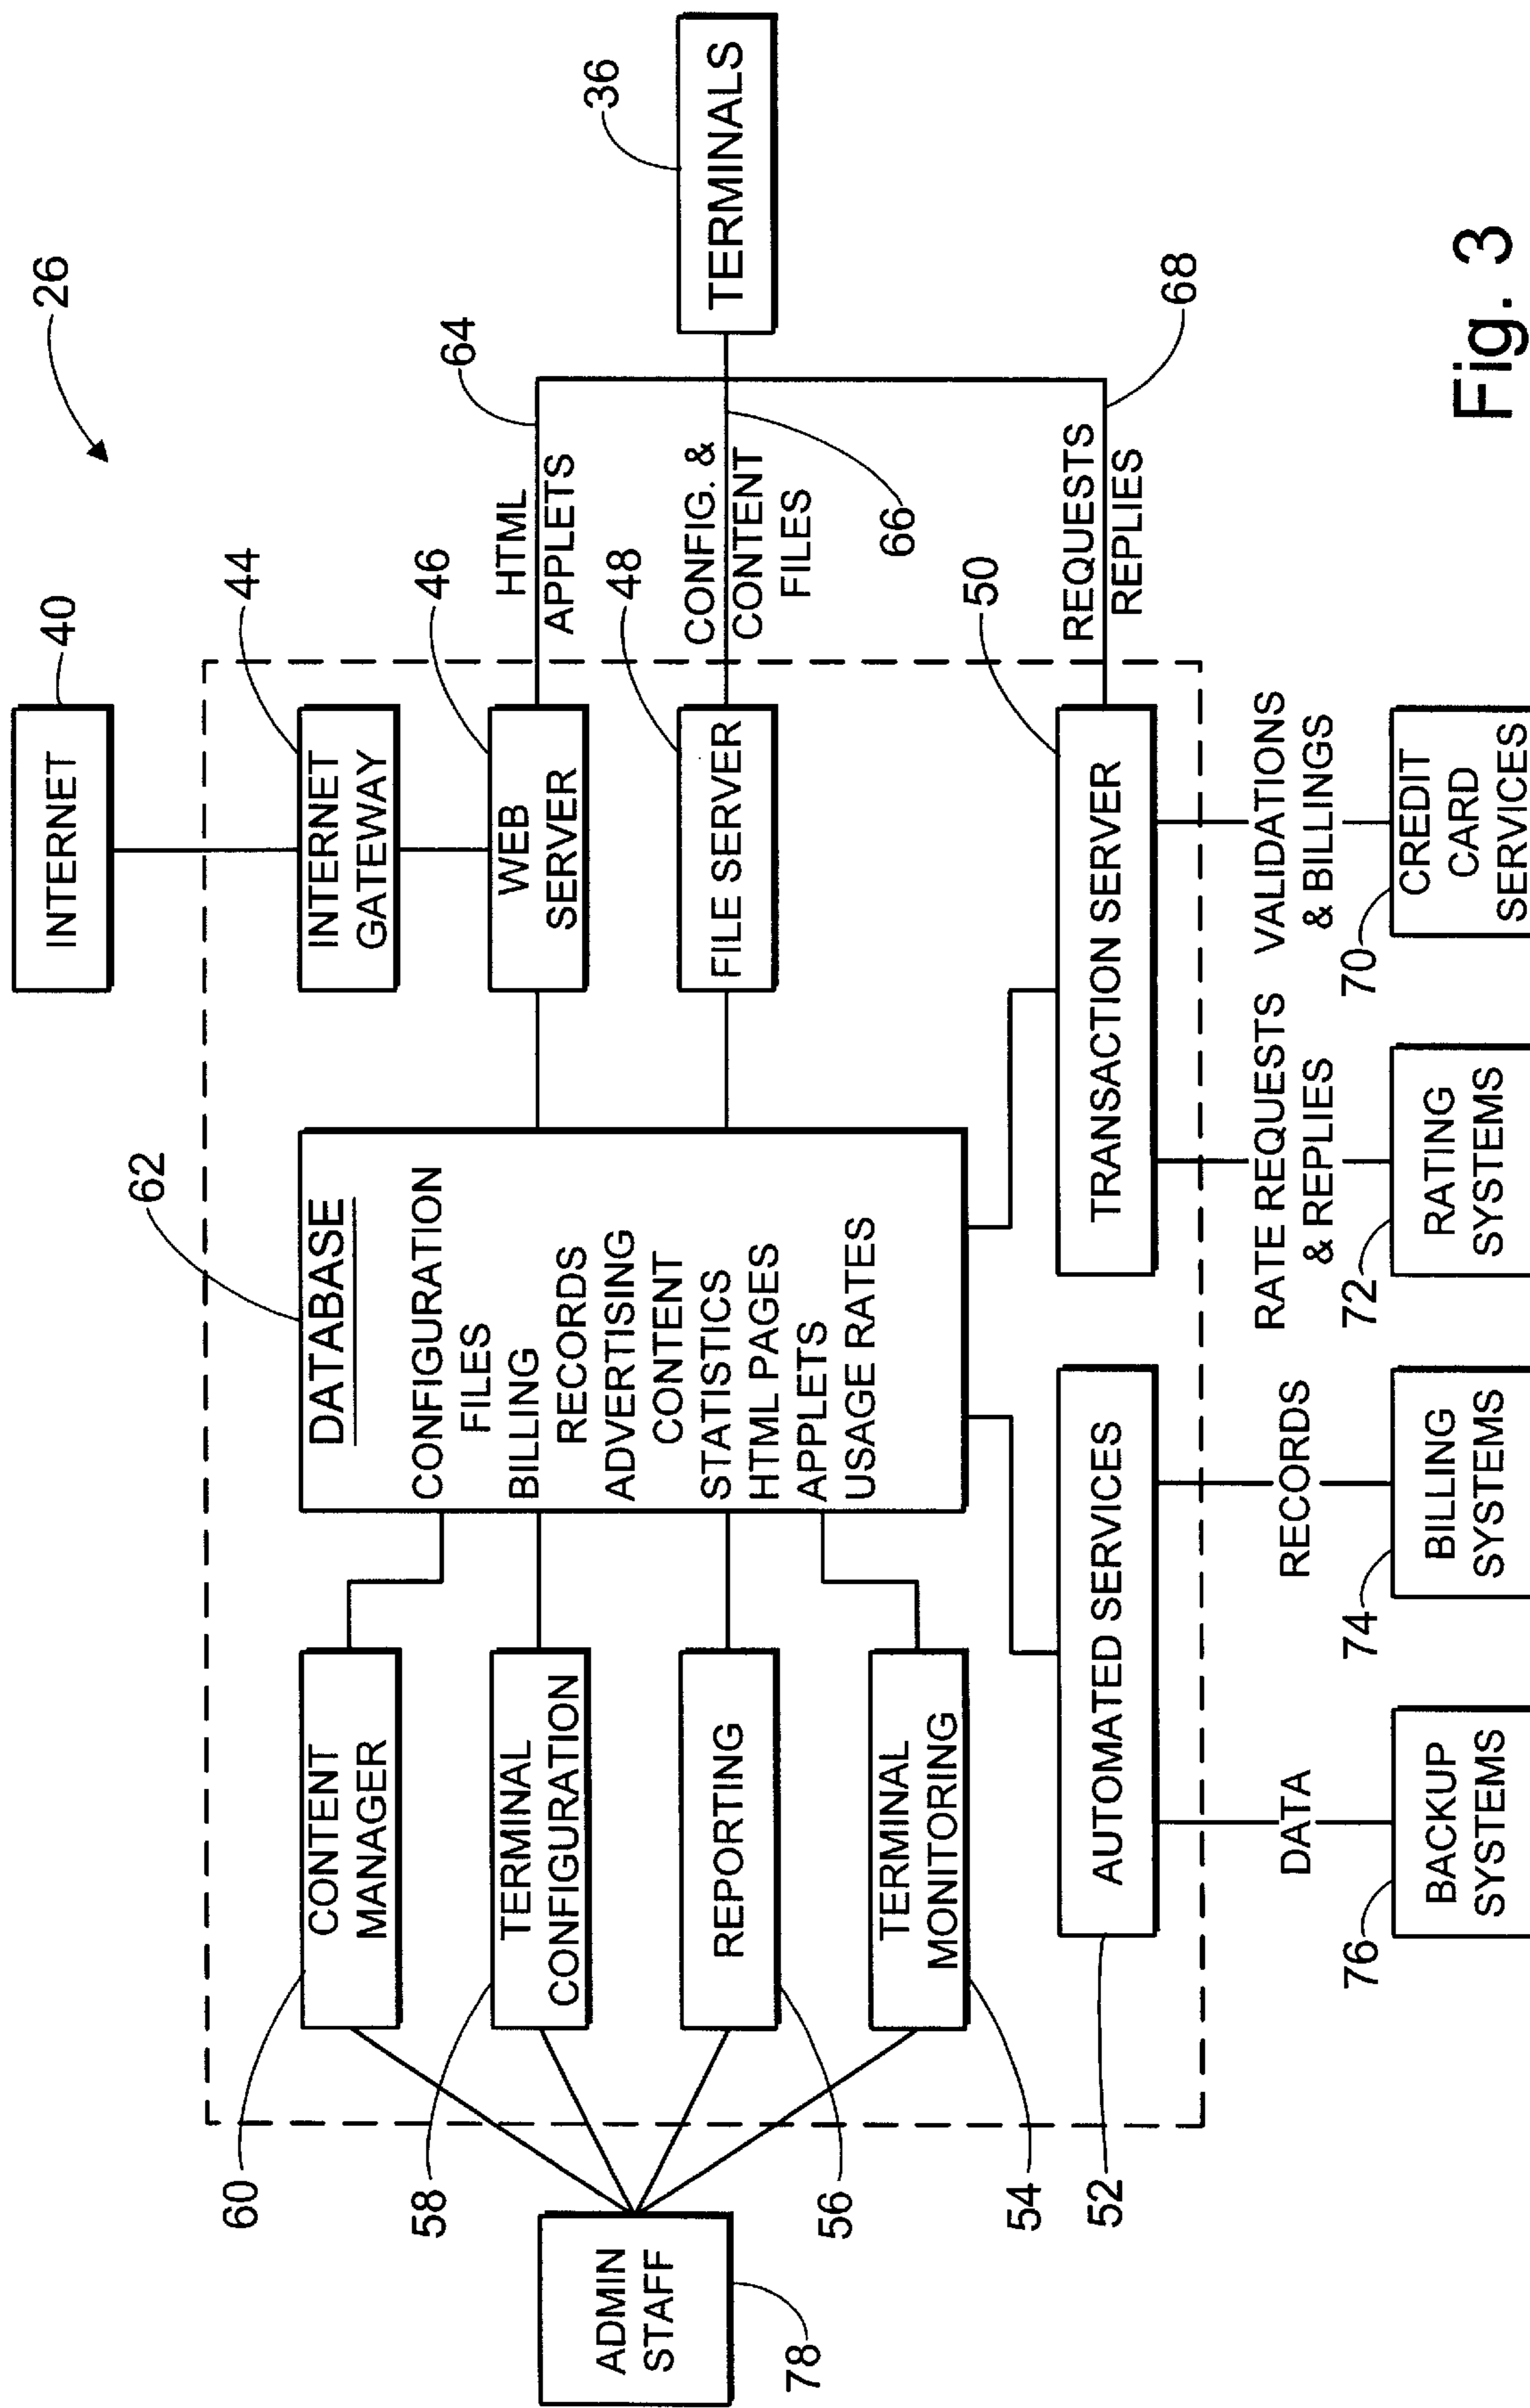 26
INTERNET
40
INTERNET
GATEWAY
44
62
60
CONTENT
MANAGER
DATABASE
CONFIGURATION
FILES
BILLING
RECORDS
ADVERTISING
CONTENT
STATISTICS
HTML PAGES
APPLETS
USAGE RATES
WEB
SERVER
46
HTML
APPLETS
64
58
TERMINAL
CONFIGURATION
ADMIN
STAFF
78
FILE SERVER
48
CONFIG. &
CONTENT
FILES
66
TERMINALS
36
REPORTING
56
TERMINAL
MONITORING
54
AUTOMATED SERVICES
52
TRANSACTION SERVER
50
REQUESTS
REPLIES
68
DATA
RECORDS
RATE REQUESTS
& REPLIES
VALIDATIONS
& BILLINGS
76
BACKUP
SYSTEMS
74
BILLING
SYSTEMS
72
RATING
SYSTEMS
70
CREDIT
CARD
SERVICES
Fig. 3